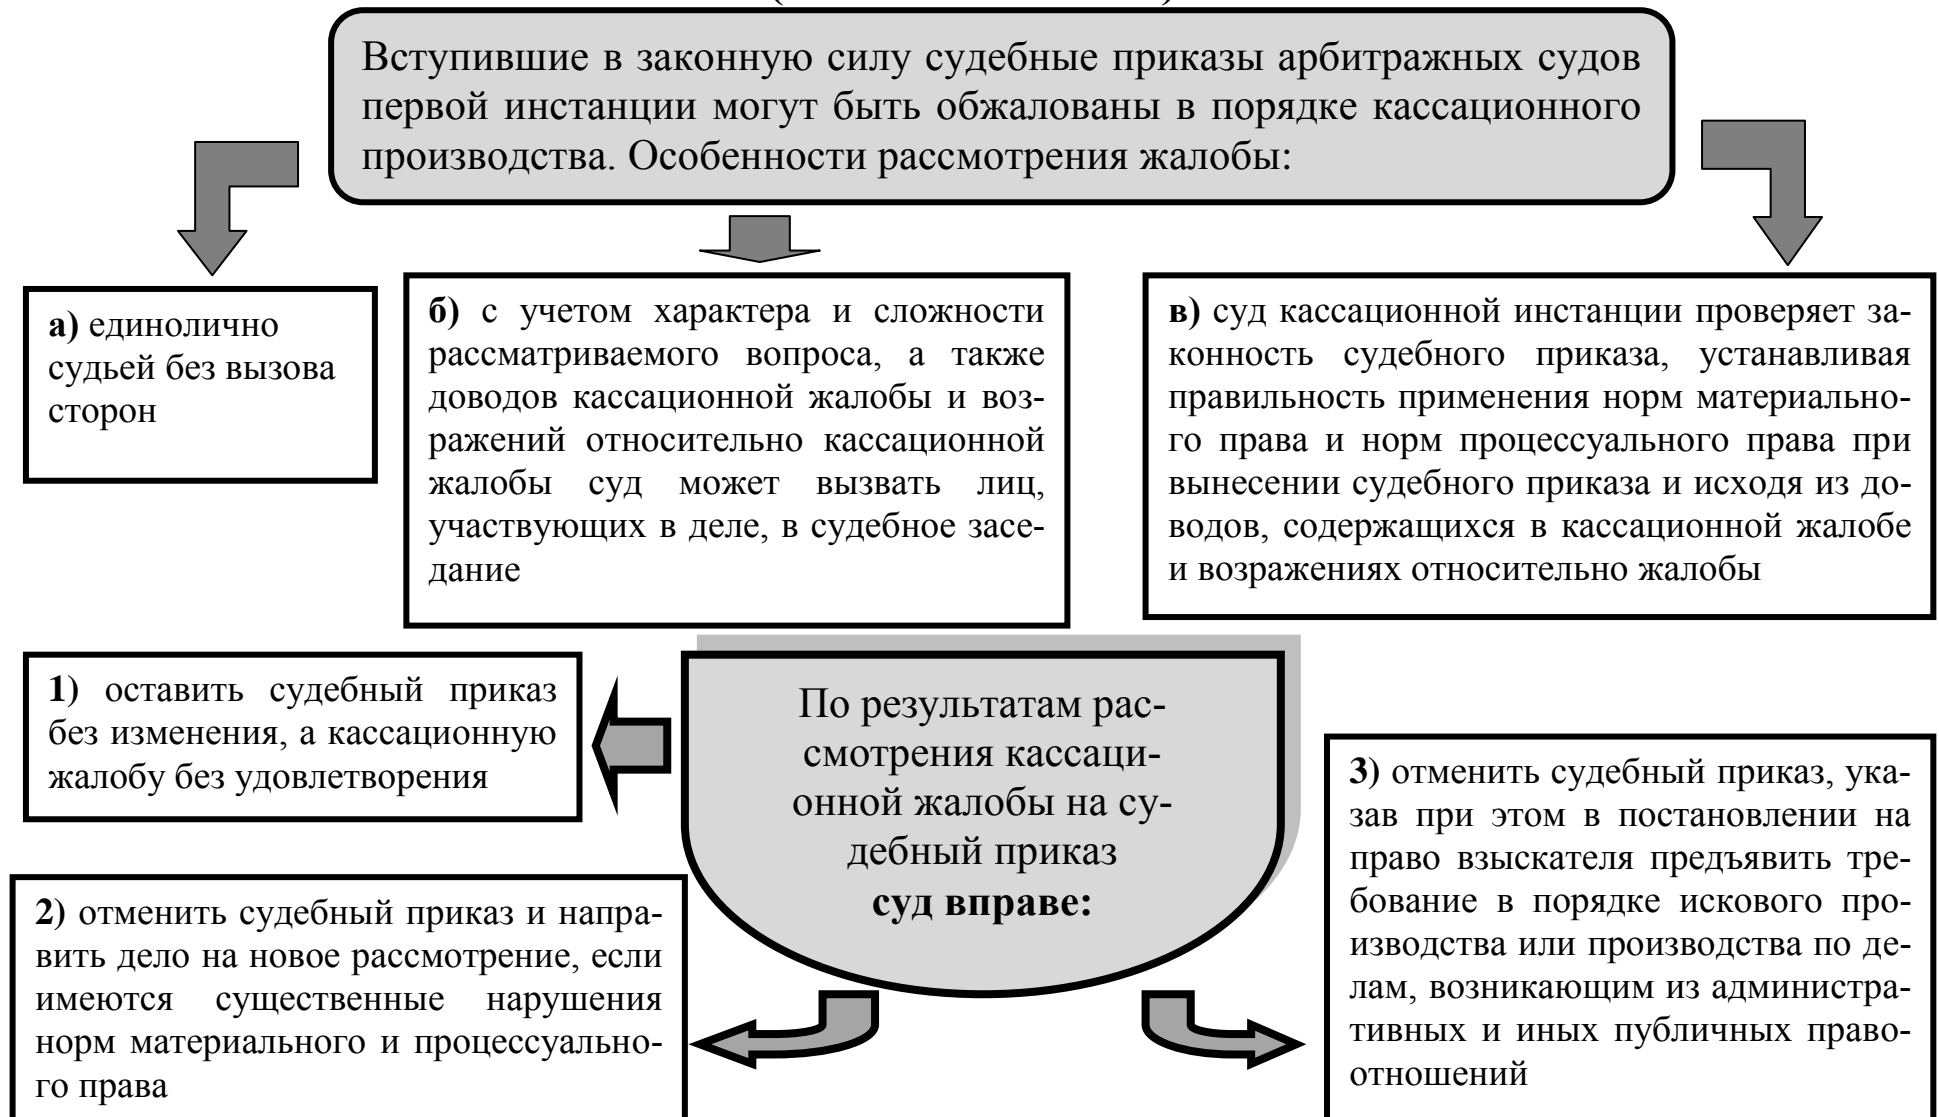 Вступившие в законную силу судебные приказы арбитражных судов
первой инстанции могут быть обжалованы в порядке кассационного
производства. Особенности рассмотрения жалобы:
а) единолично
судьей без вызова
сторон
б) с учетом характера и сложности
рассматриваемого вопроса, а также
доводов кассационной жалобы и воз-
ражений относительно кассационной
жалобы суд может вызвать лиц,
участвующих в деле, в судебное засе-
дание
в) суд кассационной инстанции проверяет за-
конность судебного приказа, устанавливая
правильность применения норм материально-
го права и норм процессуального права при
вынесении судебного приказа и исходя из до-
водов, содержащихся в кассационной жалобе
и возражениях относительно жалобы
По результатам рас-
смотрения кассаци-
онной жалобы на су-
дебный приказ
суд вправе:
1) оставить судебный приказ
без изменения, а кассационную
жалобу без удовлетворения
2) отменить судебный приказ и напра-
вить дело на новое рассмотрение, если
имеются существенные нарушения
норм материального и процессуально-
го права
3) отменить судебный приказ, ука-
зав при этом в постановлении на
право взыскателя предъявить тре-
бование в порядке искового про-
изводства или производства по де-
лам, возникающим из администра-
тивных и иных публичных право-
отношений